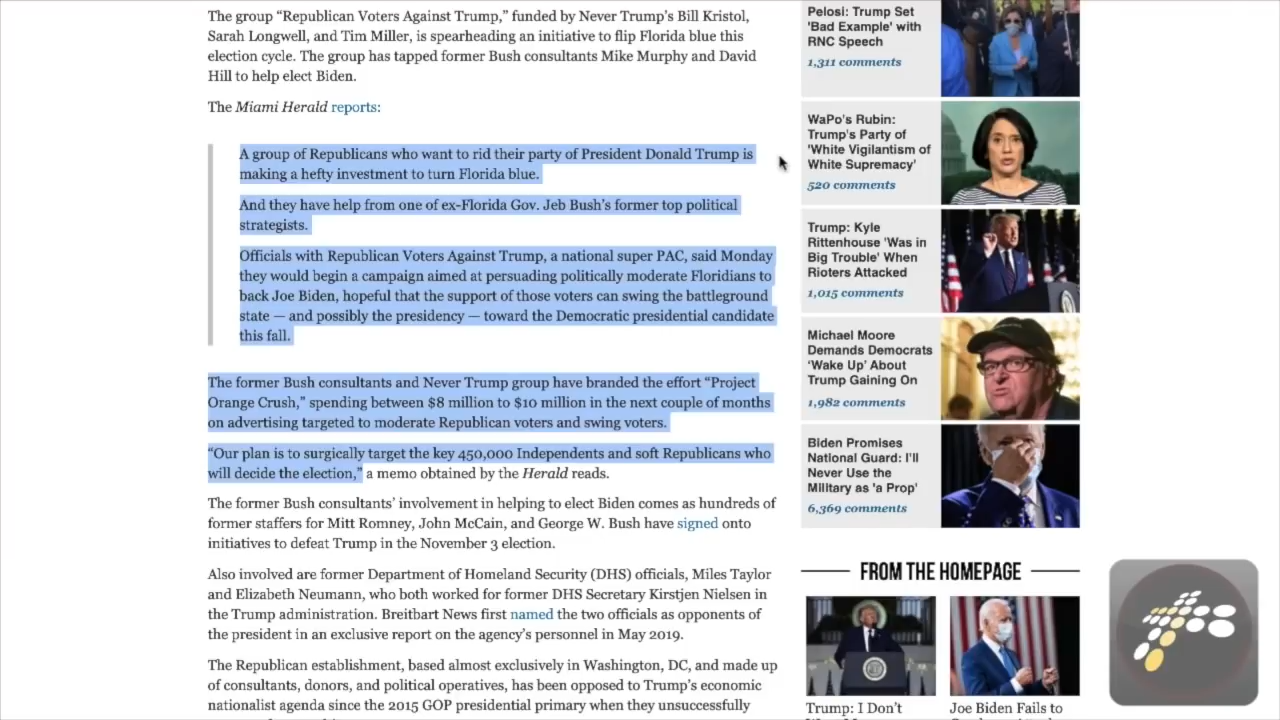 The group “Republican Voters Against Trump,” funded by Never Trump’s Bill Kristol,
Sarah Longwell, and Tim Miller, is spearheading an initiative to flip Florida blue this
election cycle. The group has tapped former Bush consultants Mike Murphy and David
Hill to help elect Biden.
The Miami Herald reports:
A group of Republicans who want to rid their party of President Donald Trump is
making a hefty investment to turn Florida blue.
And they have help from one of ex-Florida Gov. Jeb Bush’s former top political
strategists.
Officials with Republican Voters Against Trump, a national super PAC, said Monday
they would begin a campaign aimed at persuading politically moderate Floridians to
back Joe Biden, hopeful that the support of those voters can swing the battleground
state — and possibly the presidency — toward the Democratic presidential candidate
this fall.
The former Bush consultants and Never Trump group have branded the effort “Project
Orange Crush,” spending between $8 million to $10 million in the next couple of months
on advertising targeted to moderate Republican voters and swing voters.
“Our plan is to surgically target the key 450,000 Independents and soft Republicans who
will decide the election,” a memo obtained by the Herald reads.
The former Bush consultants’ involvement in helping to elect Biden comes as hundreds of
former staffers for Mitt Romney, John McCain, and George W. Bush have signed onto
initiatives to defeat Trump in the November 3 election.
Also involved are former Department of Homeland Security (DHS) officials, Miles Taylor
and Elizabeth Neumann, who both worked for former DHS Secretary Kirstjen Nielsen in
the Trump administration. Breitbart News first named the two officials as opponents of
the president in an exclusive report on the agency’s personnel in May 2019.
The Republican establishment, based almost exclusively in Washington, DC, and made up
of consultants, donors, and political operatives, has been opposed to Trump’s economic
nationalist agenda since the 2015 GOP presidential primary when they unsuccessfully
Pelosi: Trump Set
'Bad Example' with
RNC Speech
1,311 comments
WaPo's Rubin:
Trump's Party of
'White Vigilantism of
White Supremacy'
520 comments
Trump: Kyle
Rittenhouse 'Was in
Big Trouble' When
Rioters Attacked
1,015 comments
Michael Moore
Demands Democrats
‘Wake Up’ About
Trump Gaining On
1,982 comments
Biden Promises
National Guard: I'll
Never Use the
Military as 'a Prop'
6,369 comments
FROM THE HOMEPAGE
Trump: I Don’t
Joe Biden Fails to